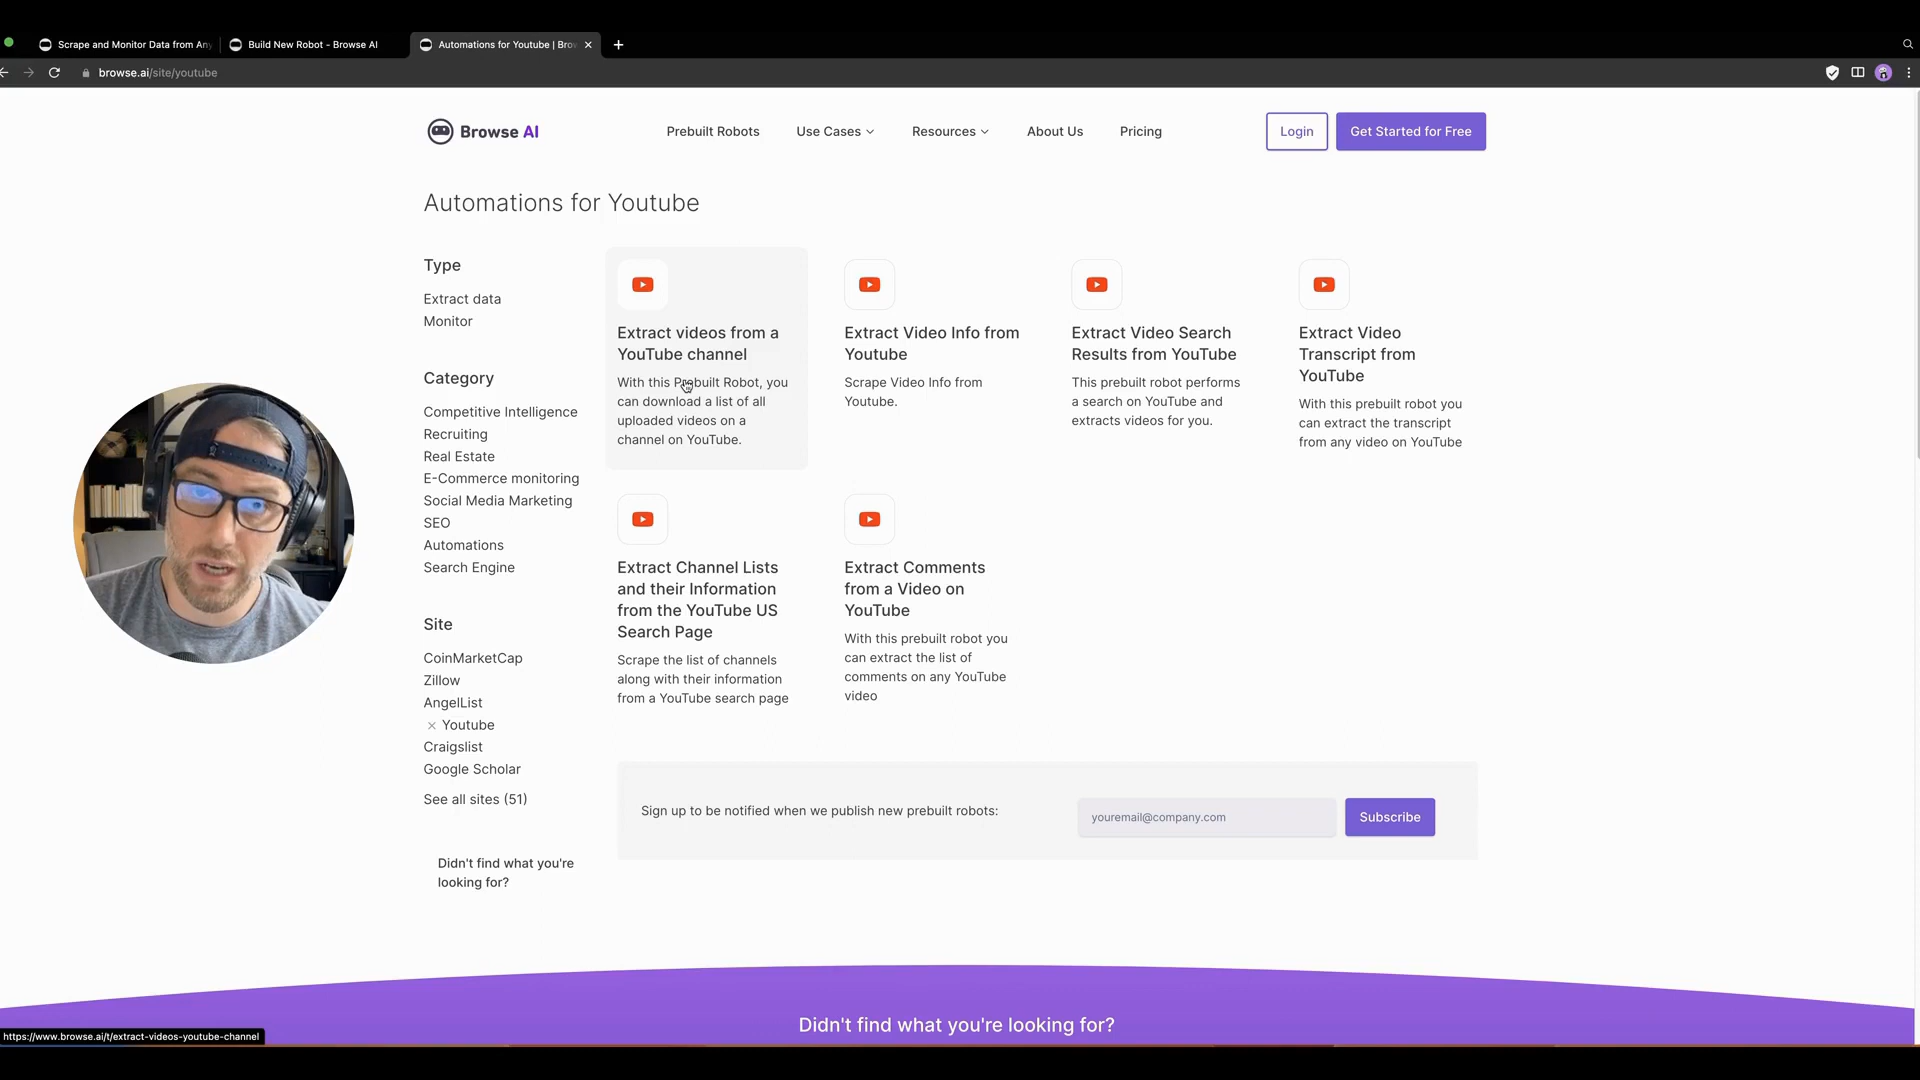 Scrape and Monitor Data from Any
Build New Robot - Browse AI
Automations for Youtube | Brow
browse.ai/site/youtube
Browse AI
Prebuilt Robots
Use Cases
Resources
About Us
Pricing
Login
Get Started for Free
Automations for Youtube
Type
Extract data
Monitor
Category
Competitive Intelligence
Recruiting
Real Estate
E-Commerce monitoring
Social Media Marketing
SEO
Automations
Search Engine
Site
CoinMarketCap
Zillow
AngelList
Youtube
Craigslist
Google Scholar
See all sites (51)
Didn't find what you're
looking for?
Extract videos from a
YouTube channel
With this Prebuilt Robot, you
can download a list of all
uploaded videos on a
channel on YouTube.
Extract Video Info from
Youtube
Scrape Video Info from
Youtube.
Extract Video Search
Results from YouTube
This prebuilt robot performs
a search on YouTube and
extracts videos for you.
Extract Video
Transcript from
YouTube
With this prebuilt robot you
can extract the transcript
from any video on YouTube
Extract Channel Lists
and their Information
from the YouTube US
Search Page
Scrape the list of channels
along with their information
from a YouTube search page
Extract Comments
from a Video on
YouTube
With this prebuilt robot you
can extract the list of
comments on any YouTube
video
Sign up to be notified when we publish new prebuilt robots:
youremail@company.com
Subscribe
Didn't find what you're looking for?
https://www.browse.ai/t/extract-videos-youtube-channel